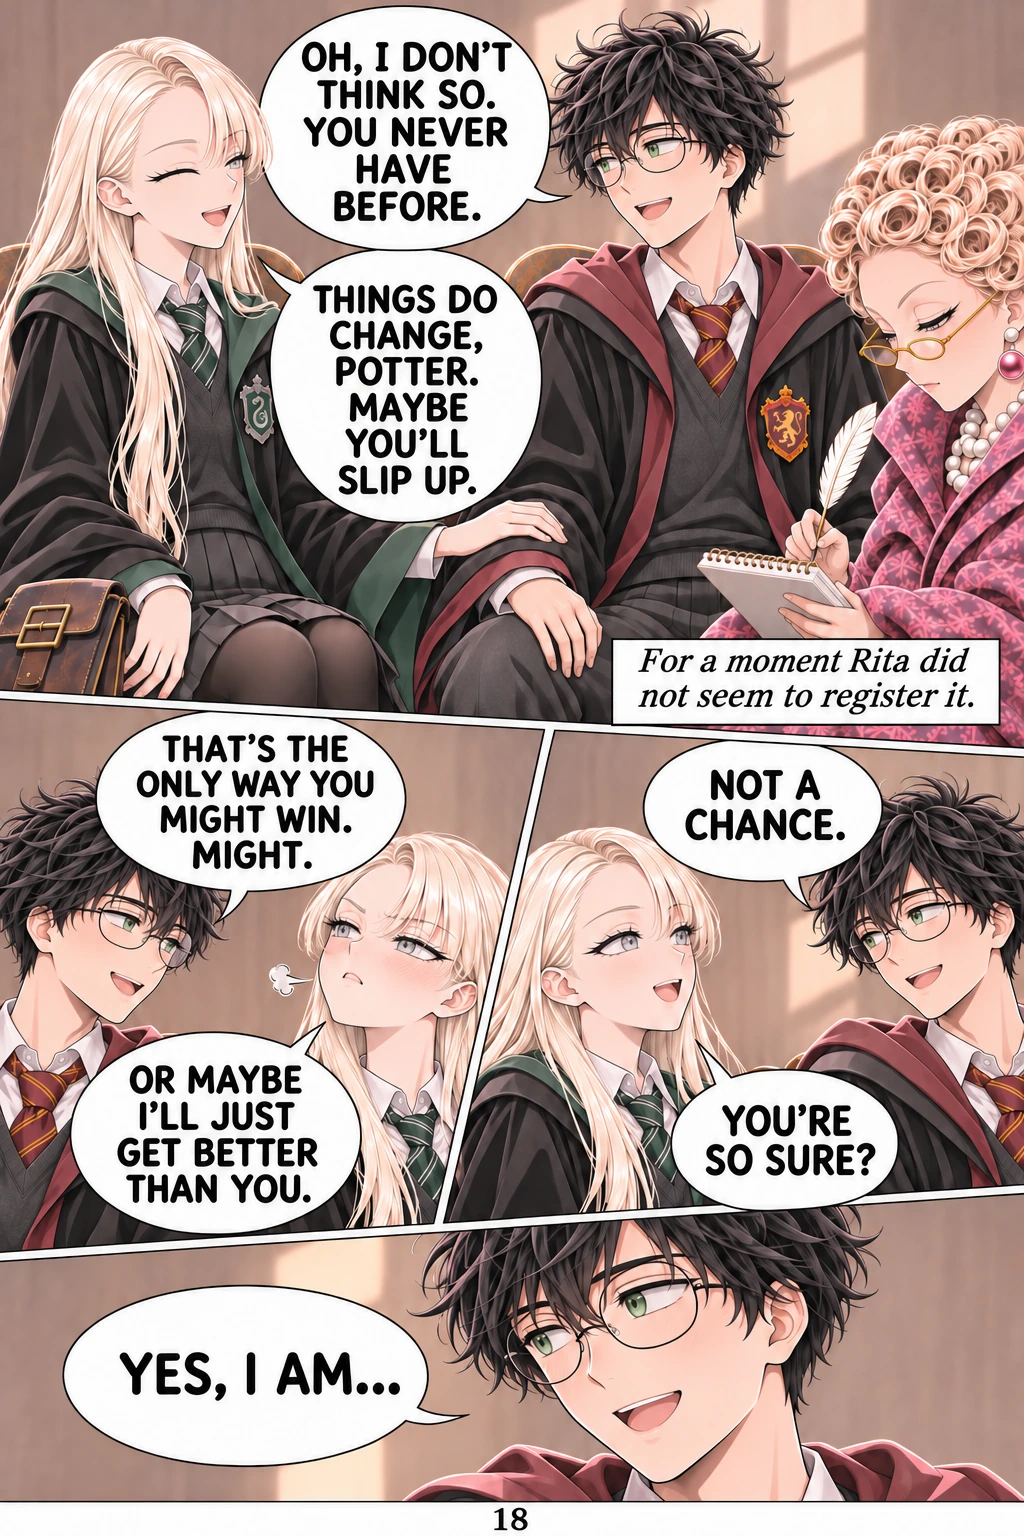 OH, I DON'T
THINK SO.
YOU NEVER
HAVE
BEFORE.
THINGS DO
CHANGE,
POTTER.
MAYBE
YOU'LL
SLIP UP.
For a moment Rita did
not seem to register it.
THAT'S THE
ONLY WAY YOU
MIGHT WIN.
MIGHT.
OR MAYBE
I'LL JUST
GET BETTER
THAN YOU.
NOT A
CHANCE.
YOU'RE
SO SURE?
YES, I AM...
18